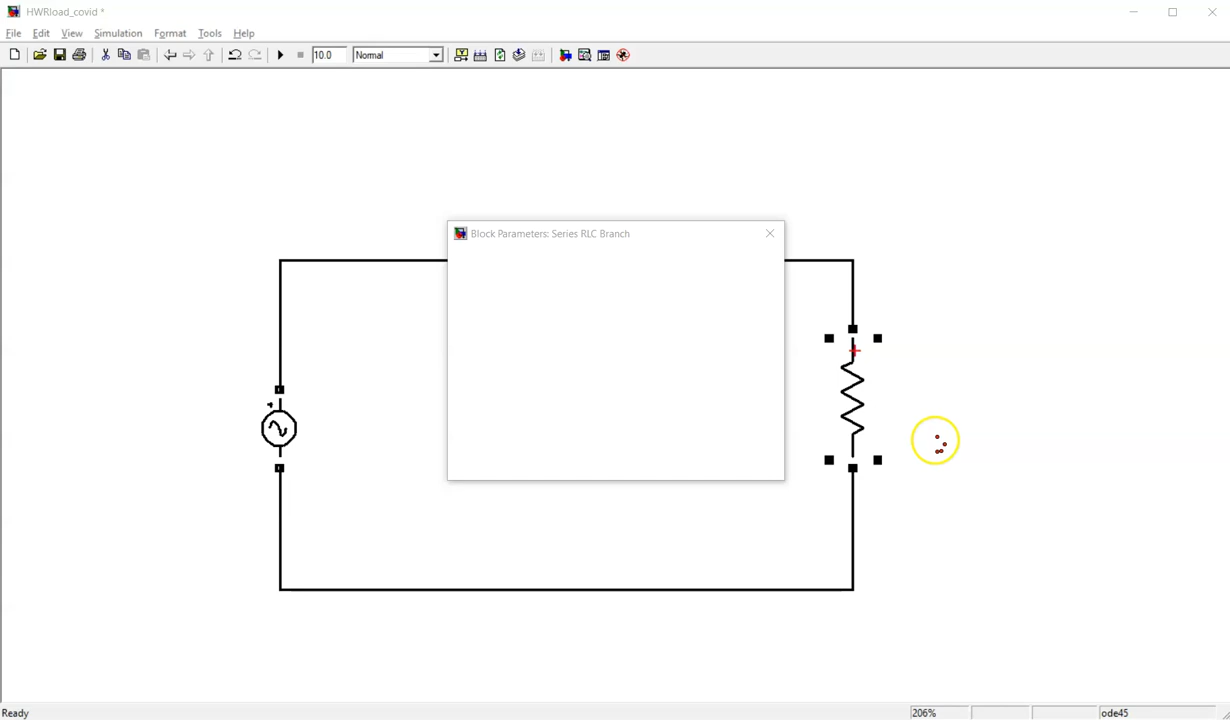 HWRload_covid *
File Edit View Simulation Format Tools Help
10.0 Normal
Block Parameters: Series RLC Branch
+
Ready 206% ode45